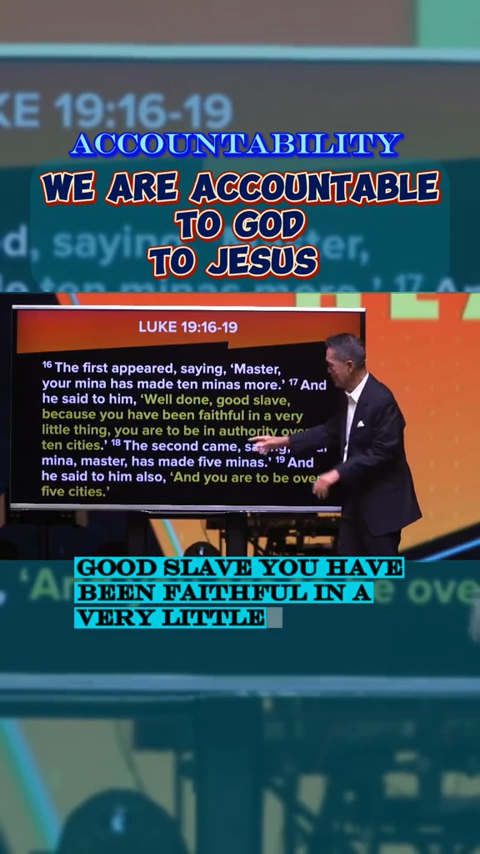 KE 19:16-19
ACCOUNTABILITY
WE ARE ACCOUNTABLE
TO GOD
TO JESUS
d, saying,
LUKE 19:16-19
16 The first appeared, saying, ‘Master,
your mina has made ten minas more.’ 17 And
he said to him, ‘Well done, good slave,
because you have been faithful in a very
little thing, you are to be in authority
ten cities.’ 18 The second came,
mina, master, has made five minas.’ 19 And
he said to him also, ‘And you are to be over
five cities.’
GOOD SLAVE YOU HAVE
BEEN FAITHFUL IN A
VERY LITTLE